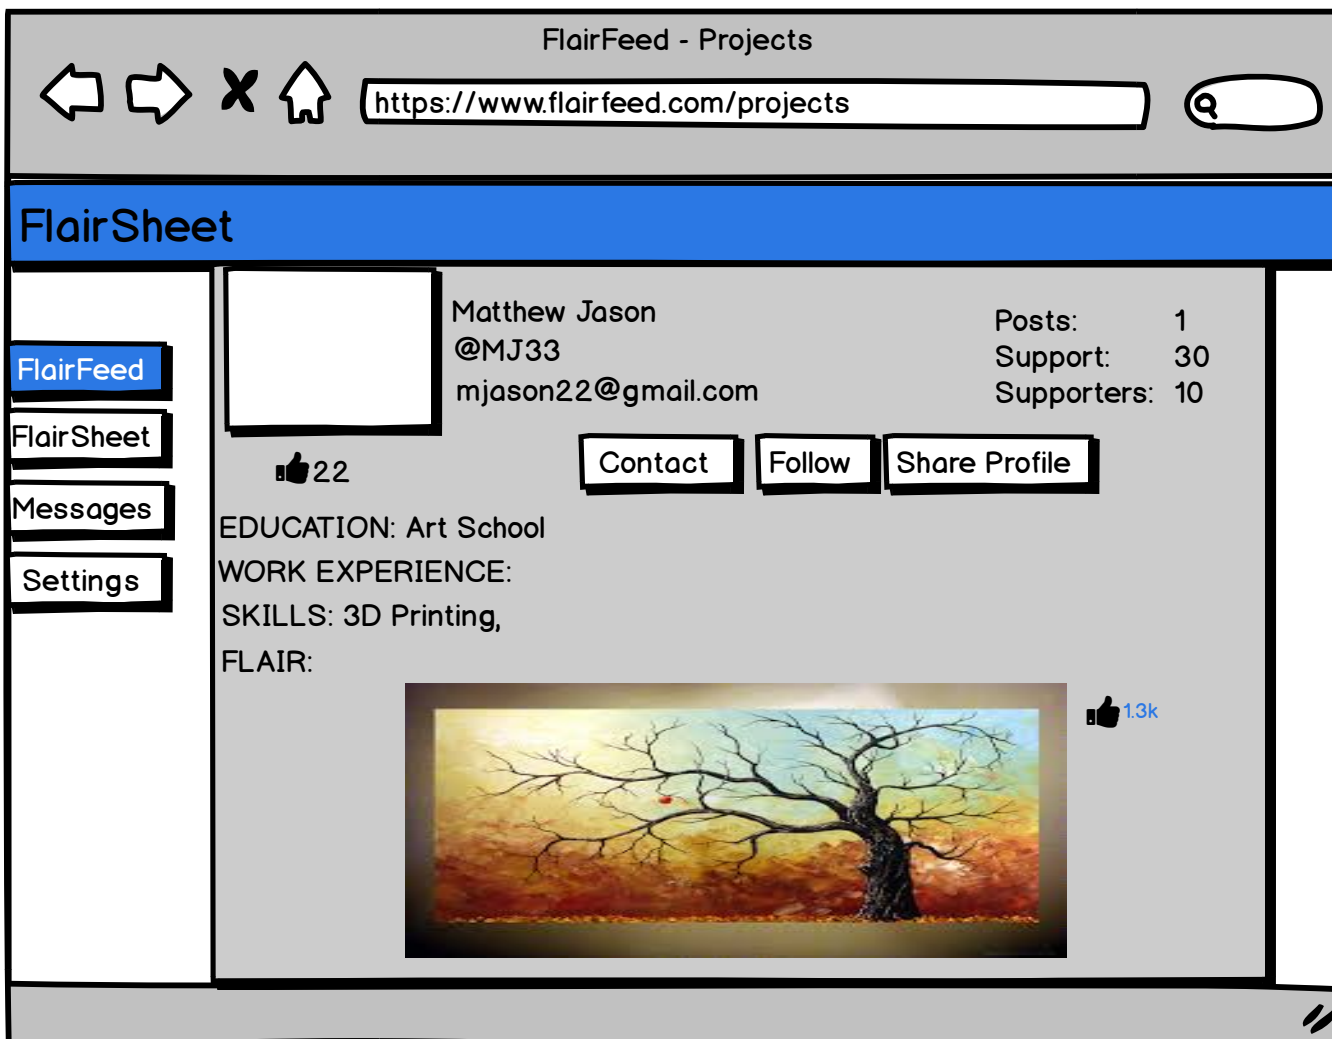 FlairFeed - Projects
https://www.flairfeed.com/projects
FlairSheet
FlairFeed
FlairSheet
Messages
Settings
Matthew Jason
@MJ33
mjason22@gmail.com
Posts: 1
Support: 30
Supporters: 10
22
Contact Follow Share Profile
EDUCATION: Art School
WORK EXPERIENCE:
SKILLS: 3D Printing,
FLAIR:
1.3k